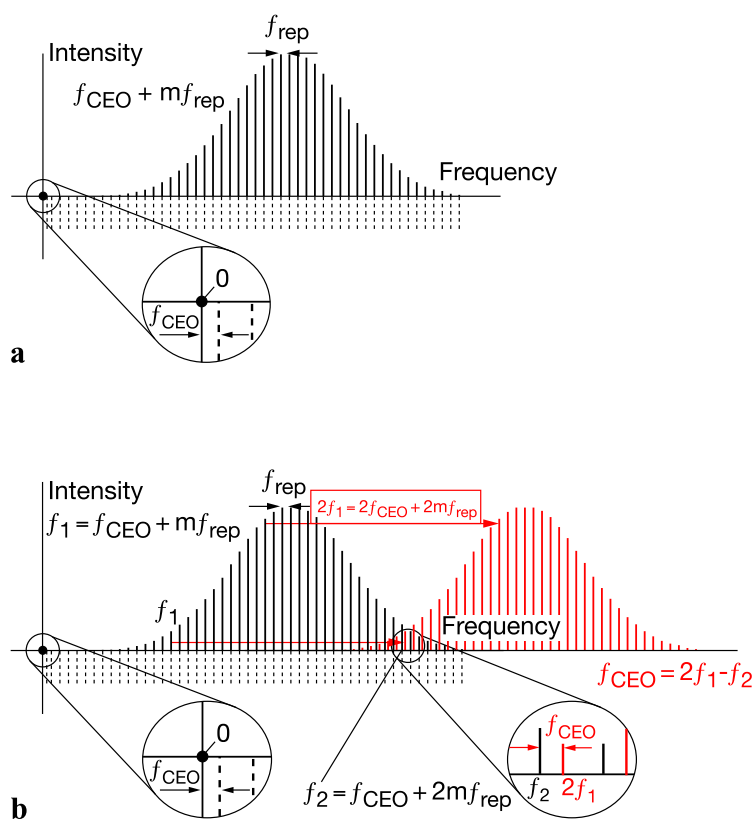 f_rep
Intensity
f_CEO + mf_rep
Frequency
0
f_CEO
a
Intensity
f_rep
2f_1 = 2f_CEO + 2mf_rep
f_1 = f_CEO + mf_rep
f_1
Frequency
f_CEO = 2f_1-f_2
0
f_CEO
f_CEO
f_2 2f_1
f_2 = f_CEO + 2mf_rep
b